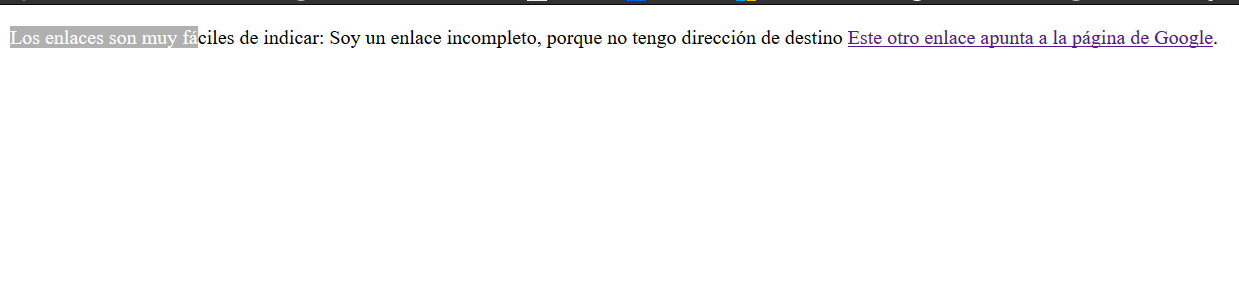 Los enlaces son muy fáciles de indicar: Soy un enlace incompleto, porque no tengo dirección de destino Este otro enlace apunta a la página de Google.